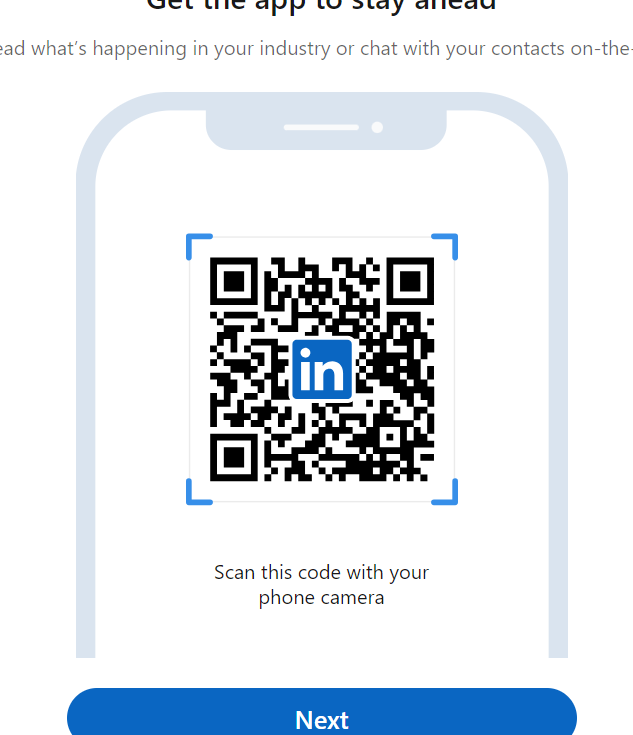 Get the app to stay ahead
ead what's happening in your industry or chat with your contacts on-the-
in
Scan this code with your
phone camera
Next